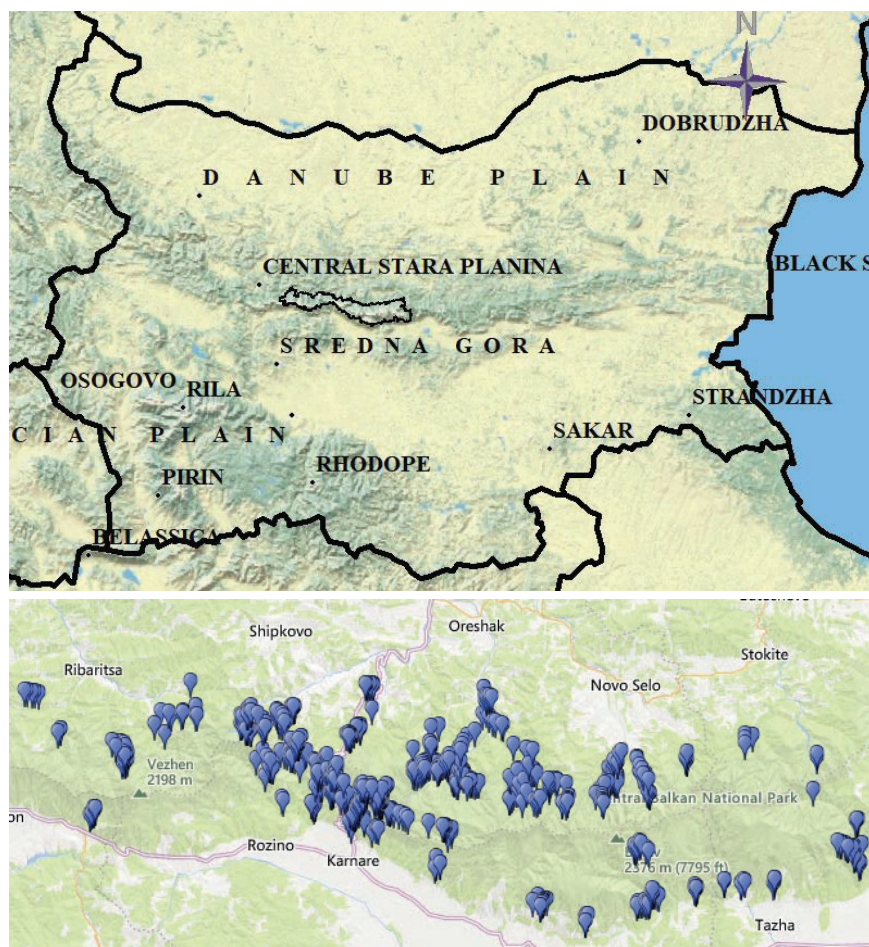 N
DOBRUDZHA
D A N U B E P L A I N
CENTRAL STARA PLANINA
BLACK S
S R E D N A G O R A
OSOGOVO
RILA
STRANDZHA
CIAN PLAIN
SAKAR
RHODOPE
PIRIN
BELASSICA
Shipkovo
Oreshak
Ribaritsa
Stokite
Novo Selo
Vezhen
2198 m
ntral Balkan National Park
on
Rozino
Karnare
2376 m (7795 ft)
Tazha